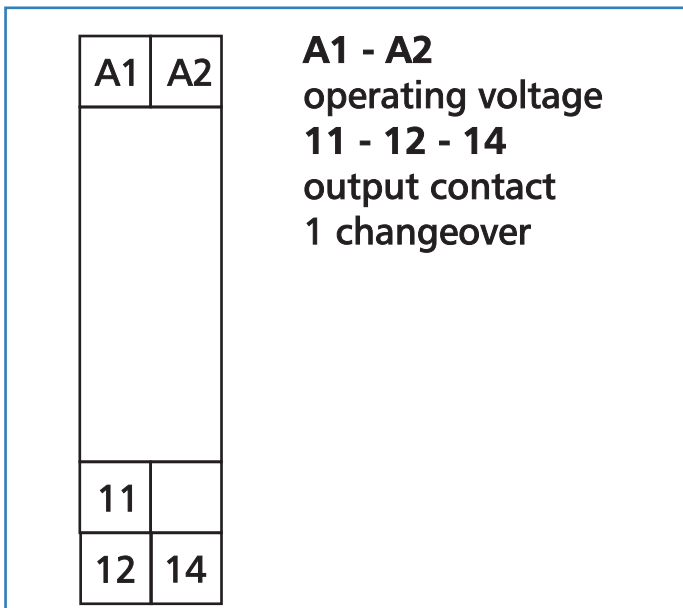 A1 A2
A1 - A2
operating voltage
11 - 12 - 14
output contact
1 changeover
11
12 14